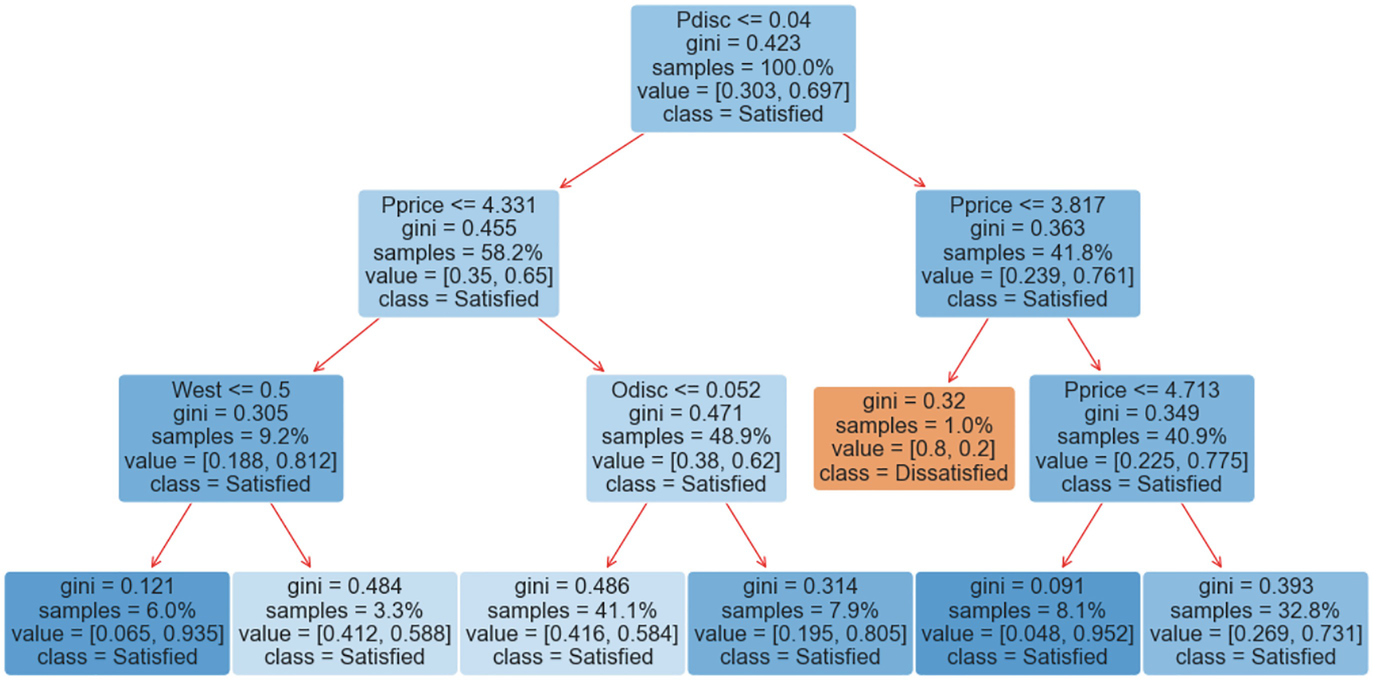 Pdisc <= 0.04
gini = 0.423
samples = 100.0%
value = [0.303, 0.697]
class = Satisfied
Pprice <= 4.331
gini = 0.455
samples = 58.2%
value = [0.35, 0.65]
class = Satisfied
Pprice <= 3.817
gini = 0.363
samples = 41.8%
value = [0.239, 0.761]
class = Satisfied
West <= 0.5
gini = 0.305
samples = 9.2%
value = [0.188, 0.812]
class = Satisfied
Odisc <= 0.052
gini = 0.471
samples = 48.9%
value = [0.38, 0.62]
class = Satisfied
gini = 0.32
samples = 1.0%
value = [0.8, 0.2]
class = Dissatisfied
Pprice <= 4.713
gini = 0.349
samples = 40.9%
value = [0.225, 0.775]
class = Satisfied
gini = 0.121
samples = 6.0%
value = [0.065, 0.935]
class = Satisfied
gini = 0.484
samples = 3.3%
value = [0.412, 0.588]
class = Satisfied
gini = 0.486
samples = 41.1%
value = [0.416, 0.584]
class = Satisfied
gini = 0.314
samples = 7.9%
value = [0.195, 0.805]
class = Satisfied
gini = 0.091
samples = 8.1%
value = [0.048, 0.952]
class = Satisfied
gini = 0.393
samples = 32.8%
value = [0.269, 0.731]
class = Satisfied